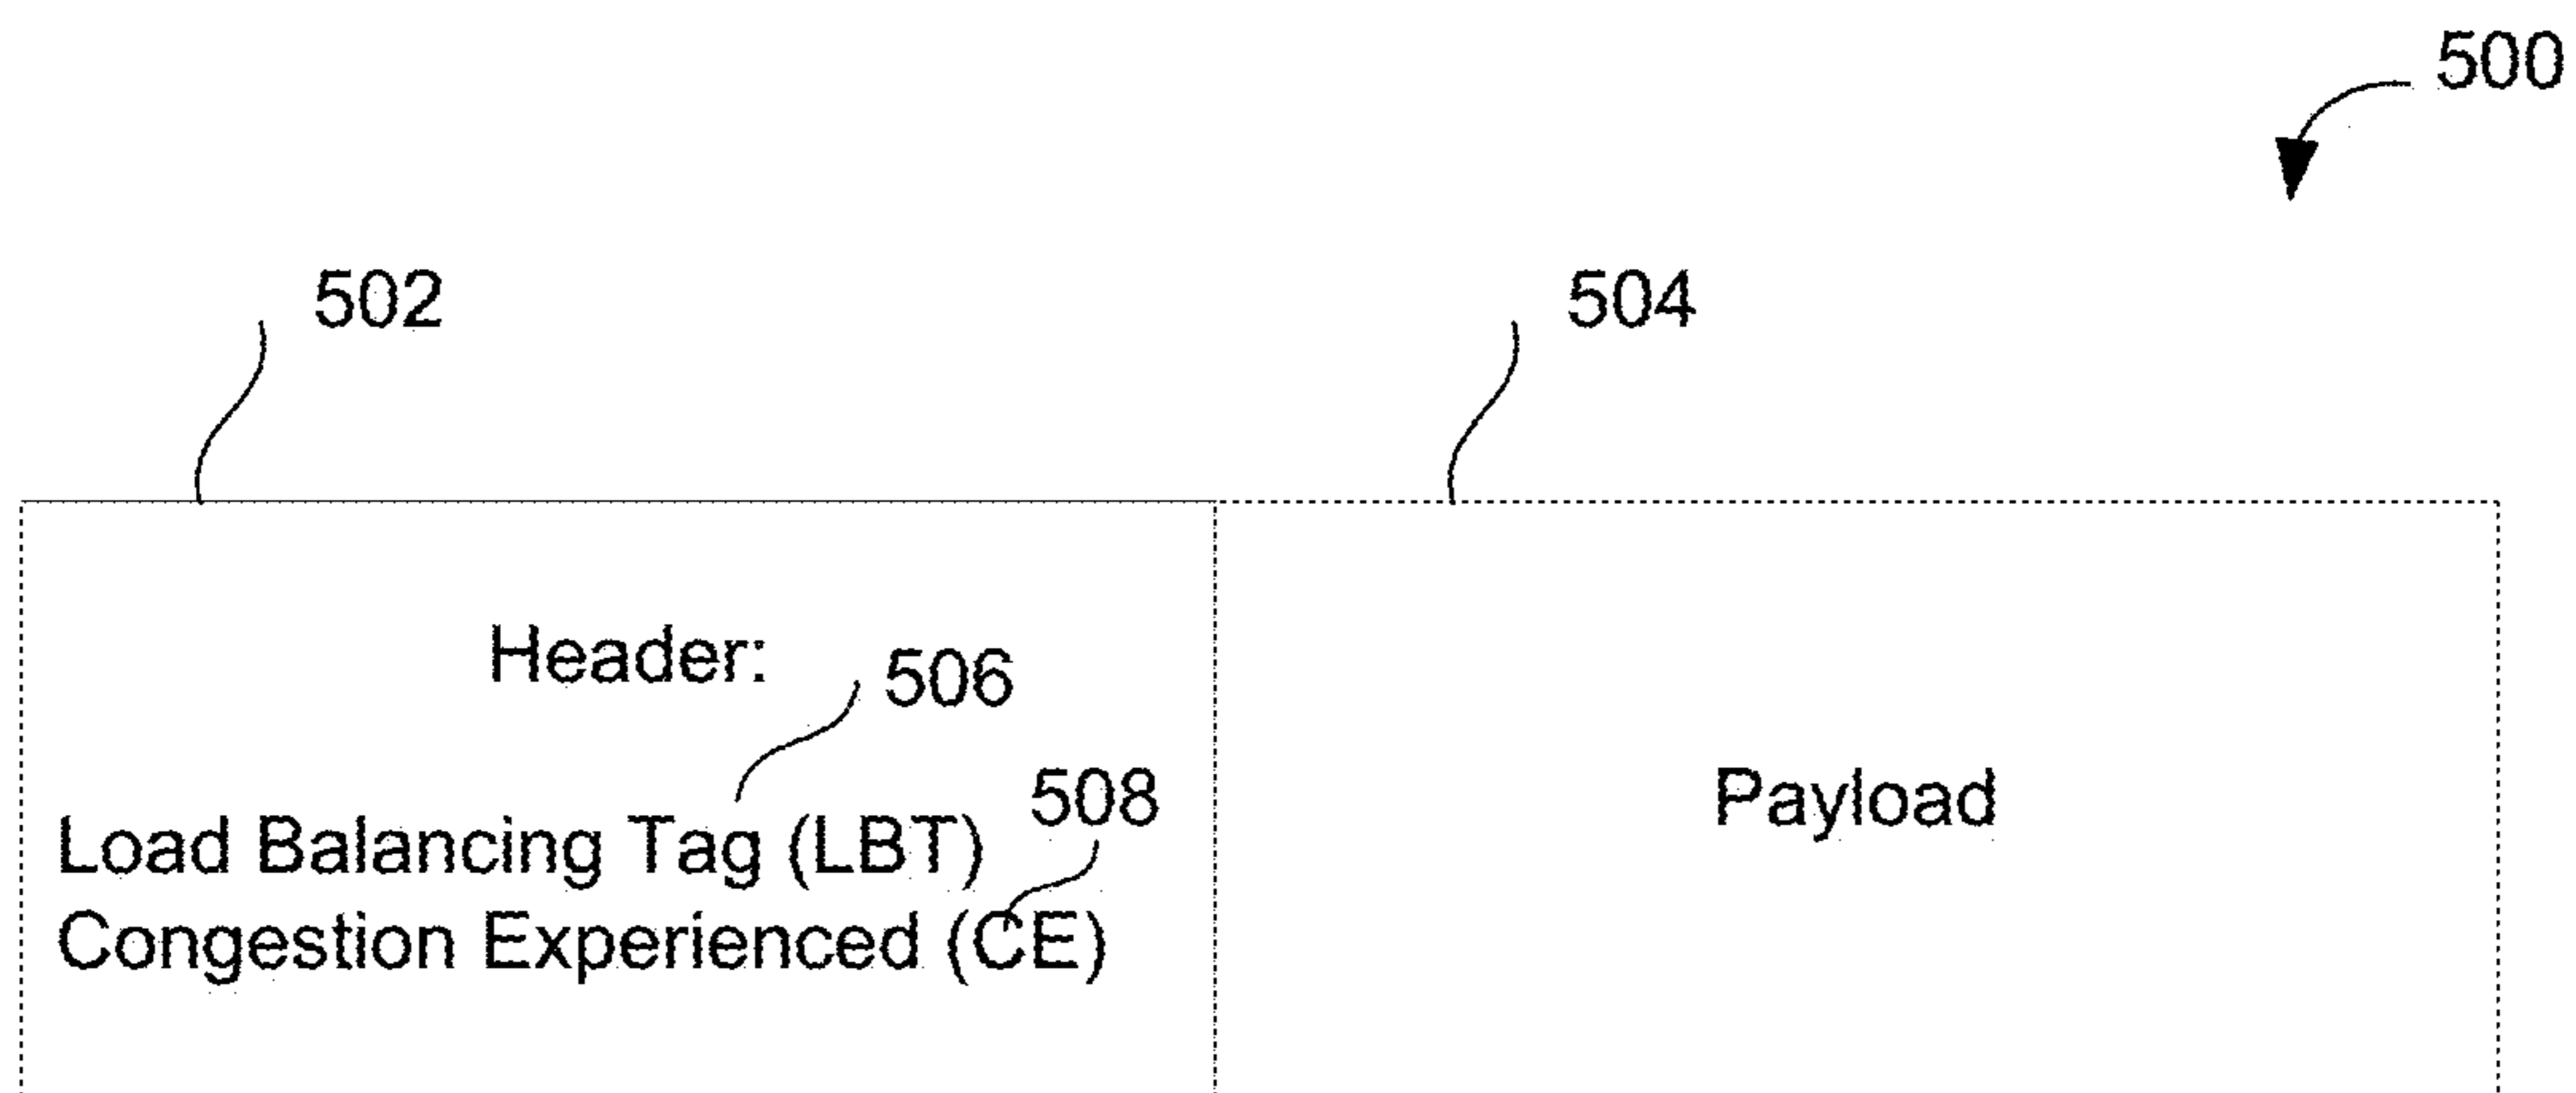 500
502
504
Header:
506
508
Load Balancing Tag (LBT)
Congestion Experienced (CE)
Payload